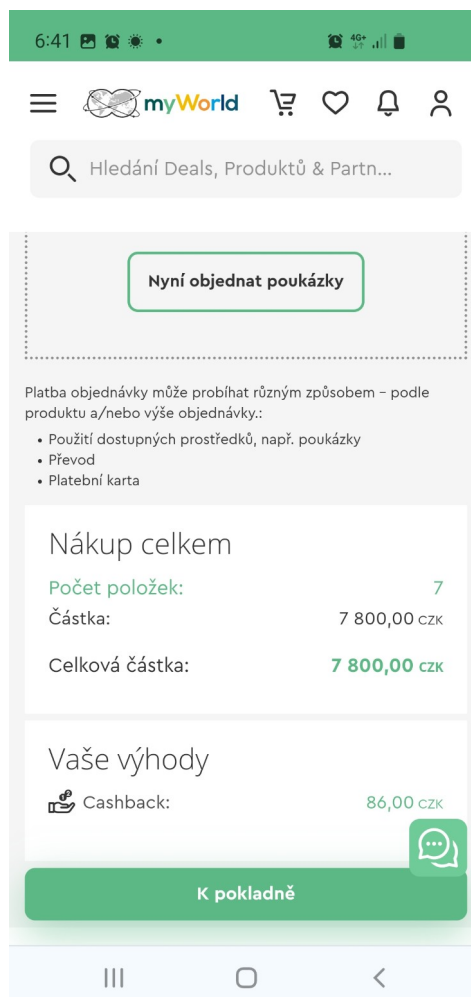 6:41
4G+
myWorld
Hledání Deals, Produktů & Partn...
Nyní objednat poukázky
Platba objednávky může probíhat různým způsobem – podle
produktu a/nebo výše objednávky.:
• Použití dostupných prostředků, např. poukázky
• Převod
• Platební karta
Nákup celkem
Počet položek: 7
Částka: 7 800,00 CZK
Celková částka: 7 800,00 CZK
Vaše výhody
Cashback: 86,00 CZK
K pokladně